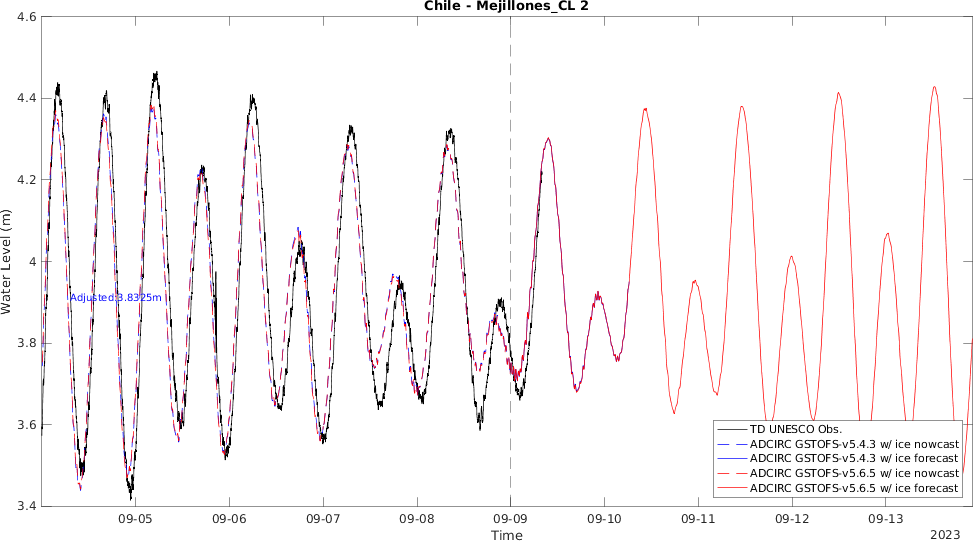 Chile - Mejillones_CL 2
Water Level (m)
4.6
4.4
4.2
4
3.8
3.6
3.4
Adjusted:3.8325m
TD UNESCO Obs.
ADCIRC GSTOFS-v5.4.3 w/ ice nowcast
ADCIRC GSTOFS-v5.4.3 w/ ice forecast
ADCIRC GSTOFS-v5.6.5 w/ ice nowcast
ADCIRC GSTOFS-v5.6.5 w/ ice forecast
09-05 09-06 09-07 09-08 09-09 09-10 09-11 09-12 09-13
Time
2023